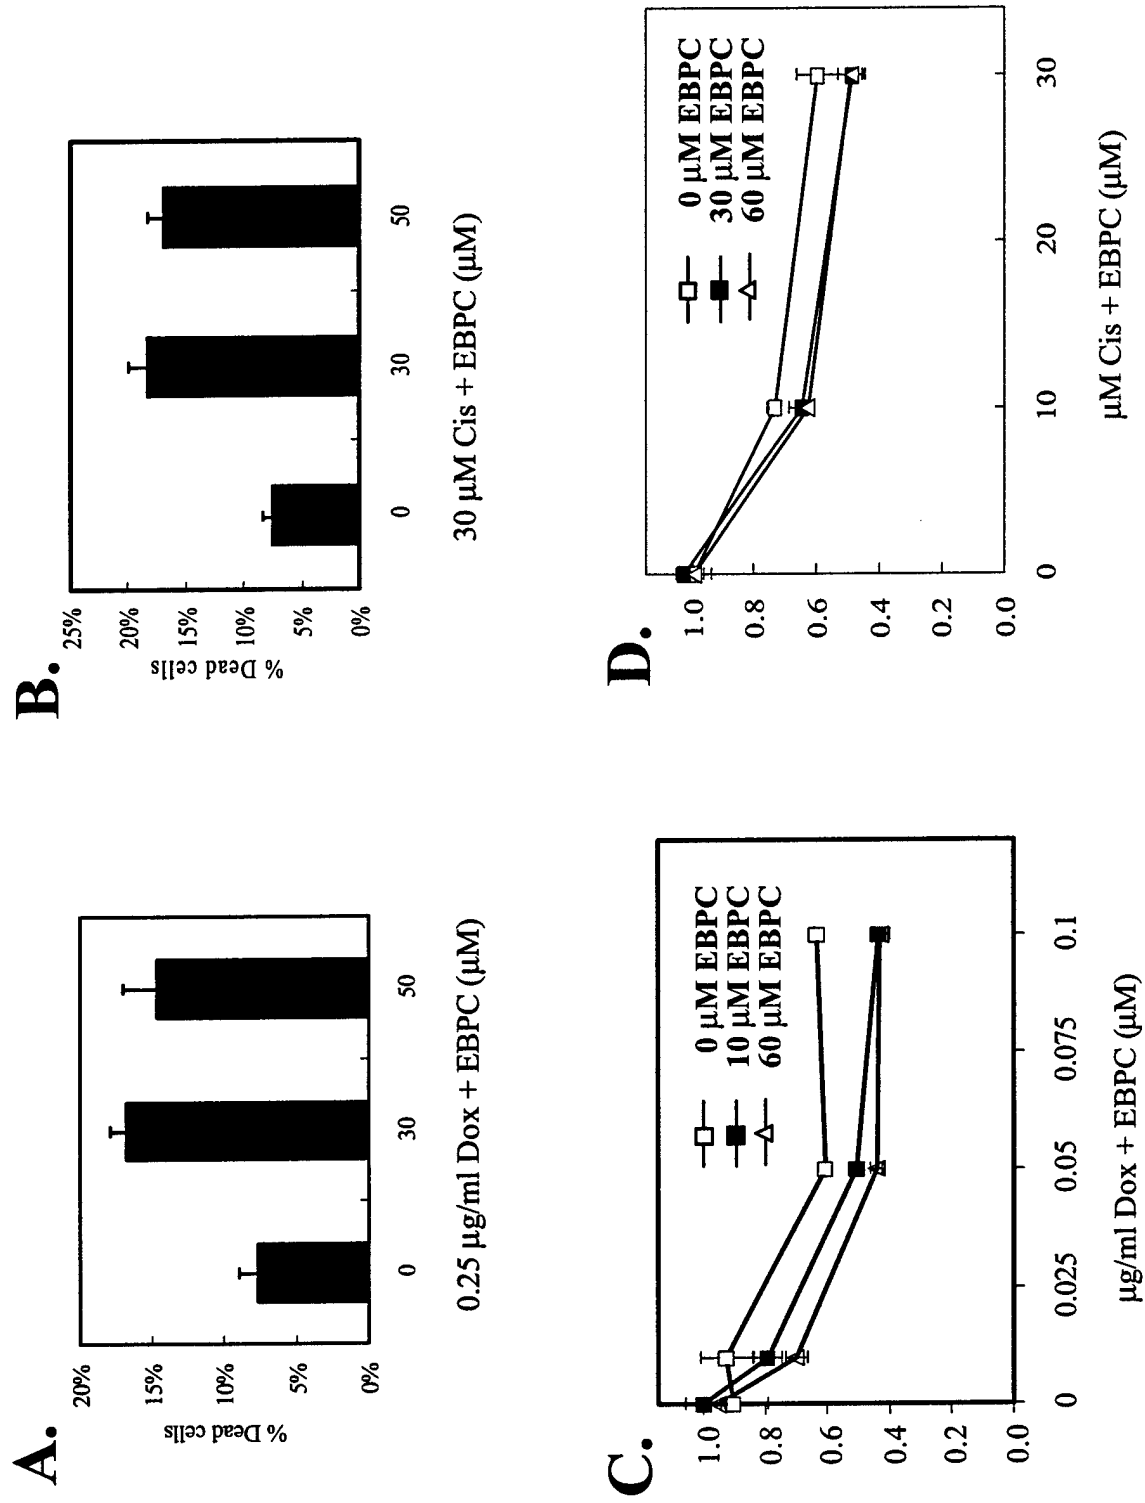 A.
20%
15%
10%
5%
0%
% Dead cells
0
30
50
0.25 µg/ml Dox + EBPC (µM)
B.
25%
20%
15%
10%
5%
0%
% Dead cells
0
30
50
30 µM Cis + EBPC (µM)
C.
1.0
0.8
0.6
0.4
0.2
0.0
0 µM EBPC
10 µM EBPC
60 µM EBPC
0
0.025
0.05
0.075
0.1
µg/ml Dox + EBPC (µM)
D.
1.0
0.8
0.6
0.4
0.2
0.0
0 µM EBPC
30 µM EBPC
60 µM EBPC
0
10
20
30
µM Cis + EBPC (µM)